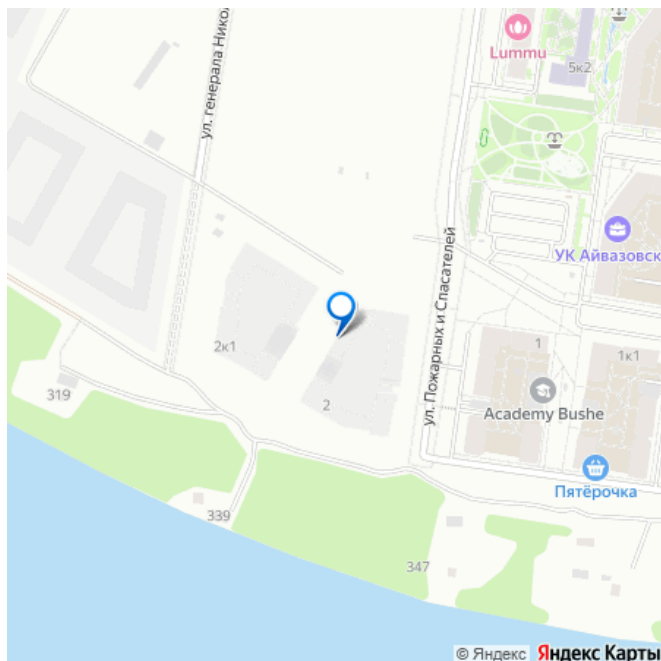 ул. генерала Нико
Lummu
5к2
ул. Пожарных и Спасателей
УК Айвазовск
2к1
1
1к1
319
2
Academy Bushe
Пятёрочка
339
347
© Яндекс Яндекс Карты